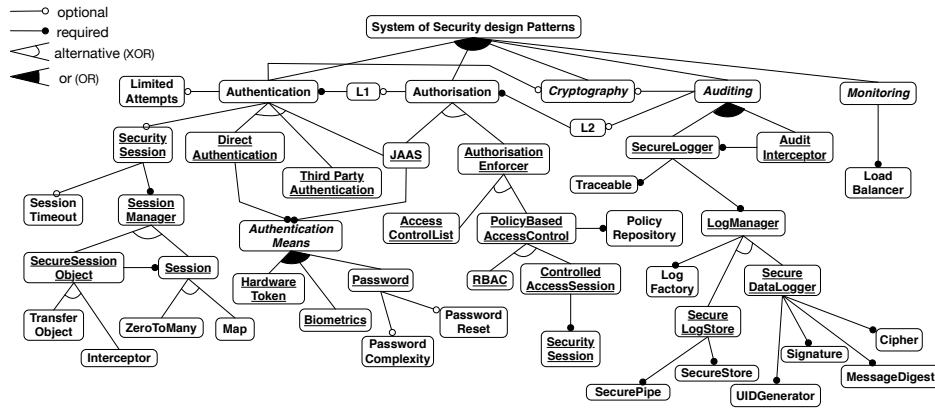 optional
required
alternative (XOR)
or (OR)
System of Security design Patterns
Limited
Attempts
Authentication
L1
Authorisation
Cryptography
Auditing
Monitoring
L2
Security
Session
Direct
Authentication
Third Party
Authentication
JAAS
Authorisation
Enforcer
SecureLogger
Audit
Interceptor
Traceable
Load
Balancer
Session
Timeout
Session
Manager
Authentication
Means
Access
ControlList
PolicyBased
AccessControl
Policy
Repository
LogManager
SecureSession
Object
Session
Hardware
Token
Biometrics
Password
RBAC
Controlled
AccessSession
Log
Factory
Secure
DataLogger
Transfer
Object
Interceptor
ZeroToMany
Map
Password
Complexity
Password
Reset
Security
Session
Secure
LogStore
SecurePipe
SecureStore
UIDGenerator
Signature
MessageDigest
Cipher